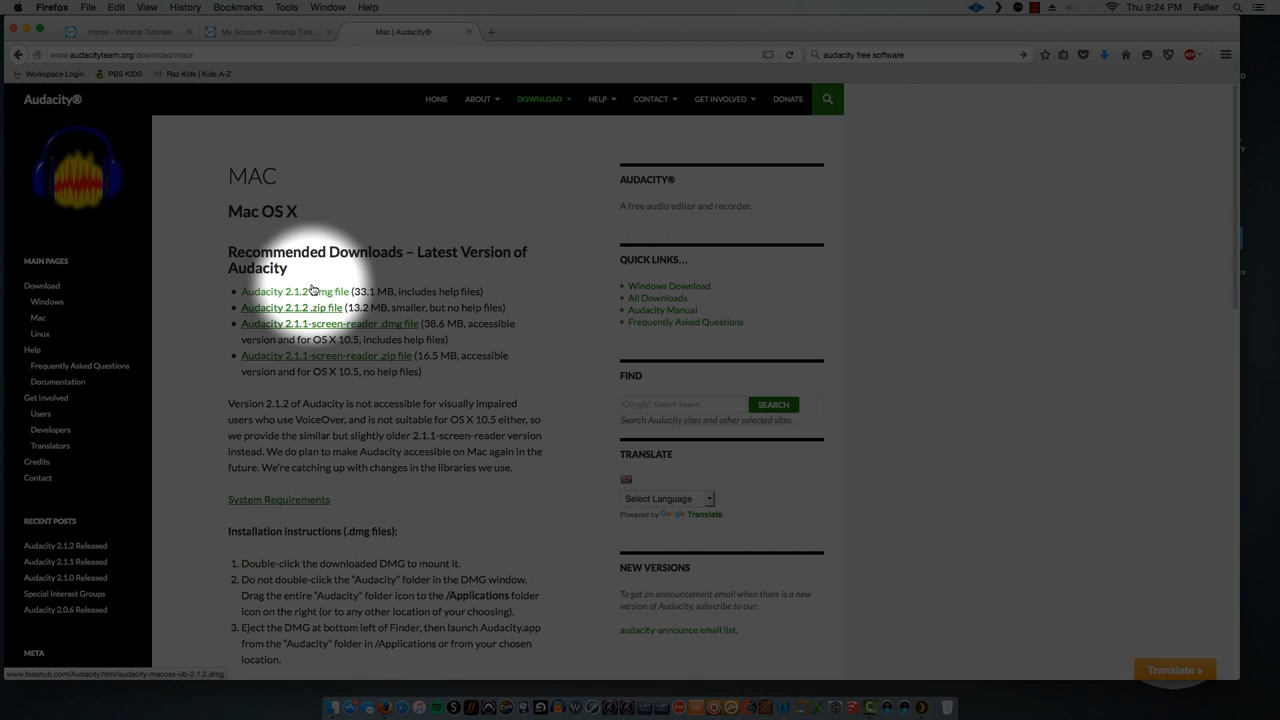 Firefox File Edit View History Bookmarks Tools Window Help
Thu 9:24 PM Fuller
Home - Worship Tutorials
My Account - Worship Tuto...
Mac | Audacity®
www.audacityteam.org/download/mac/
audacity free software
Workspace Login
PBS KIDS
Raz Kids | Kids A-Z
Audacity®
HOME
ABOUT
DOWNLOAD
HELP
CONTACT
GET INVOLVED
DONATE
MAIN PAGES
Download
Windows
Mac
Linux
Help
Frequently Asked Questions
Documentation
Get Involved
Users
Developers
Translators
Credits
Contact
RECENT POSTS
Audacity 2.1.2 Released
Audacity 2.1.1 Released
Audacity 2.1.0 Released
Special Interest Groups
Audacity 2.0.6 Released
META
MAC
Mac OS X
Recommended Downloads – Latest Version of
Audacity
Audacity 2.1.2 .dmg file (33.1 MB, includes help files)
Audacity 2.1.2 .zip file (13.2 MB, smaller, but no help files)
Audacity 2.1.1-screen-reader .dmg file (38.6 MB, accessible
version and for OS X 10.5, includes help files)
Audacity 2.1.1-screen-reader .zip file (16.5 MB, accessible
version and for OS X 10.5, no help files)
Version 2.1.2 of Audacity is not accessible for visually impaired
users who use VoiceOver, and is not suitable for OS X 10.5 either, so
we provide the similar but slightly older 2.1.1-screen-reader version
instead. We do plan to make Audacity accessible on Mac again in the
future. We're catching up with changes in the libraries we use.
System Requirements
Installation instructions (.dmg files):
1. Double-click the downloaded DMG to mount it.
2. Do not double-click the “Audacity” folder in the DMG window.
Drag the entire “Audacity” folder icon to the /Applications folder
icon on the right (or to any other location of your choosing).
3. Eject the DMG at bottom left of Finder, then launch Audacity.app
from the “Audacity” folder in /Applications or from your chosen
location.
AUDACITY®
A free audio editor and recorder.
QUICK LINKS...
Windows Download
All Downloads
Audacity Manual
Frequently Asked Questions
FIND
Google Custom Search
SEARCH
Search Audacity sites and other selected sites.
TRANSLATE
Select Language
Powered by Google Translate
NEW VERSIONS
To get an announcement email when there is a new
version of Audacity, subscribe to our:
audacity-announce email list.
Translate »
www.fosshub.com/Audacity.html/audacity-macosx-ub-2.1.2.dmg